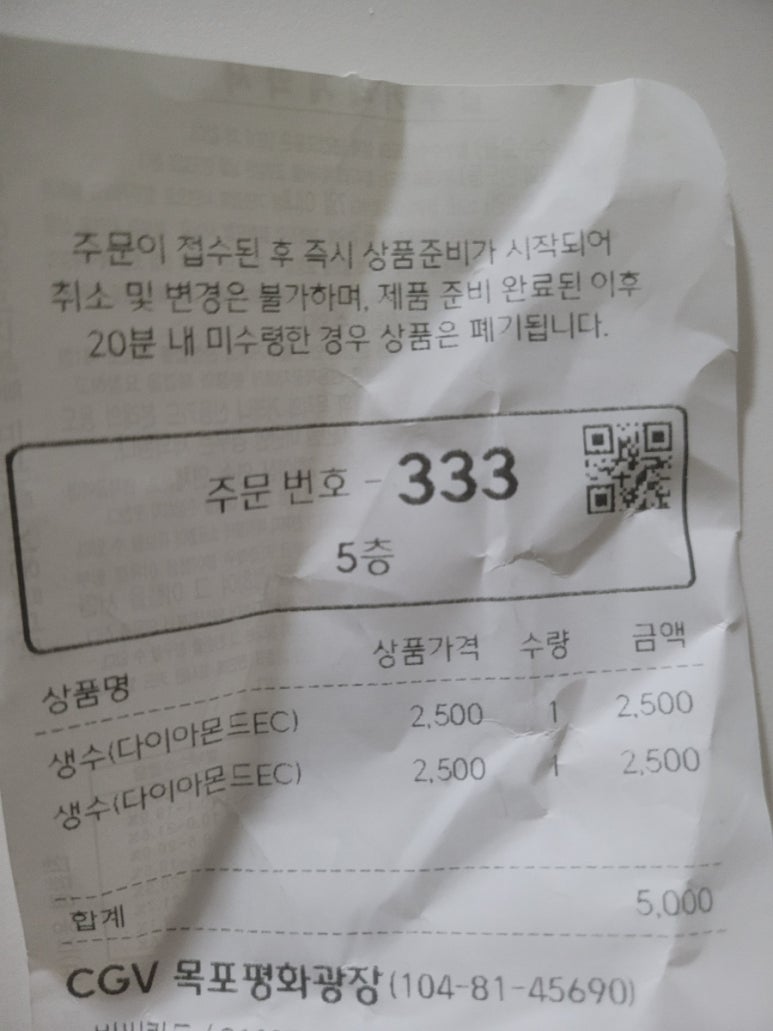 주문이 접수된 후 즉시 상품준비가 시작되어
취소 및 변경은 불가하며, 제품 준비 완료된 이후
20분 내 미수령한 경우 상품은 폐기됩니다.
주문 번호 - 333
5층
상품명 상품가격 수량 금액
생수(다이아몬드EC) 2,500 1 2,500
생수(다이아몬드EC) 2,500 1 2,500
합계 5,000
CGV 목포평화광장(104-81-45690)